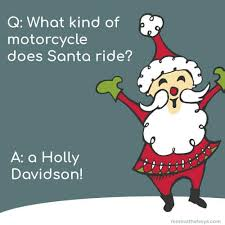 Q: What kind of
motorcycle
does Santa ride?
A: a Holly
Davidson!